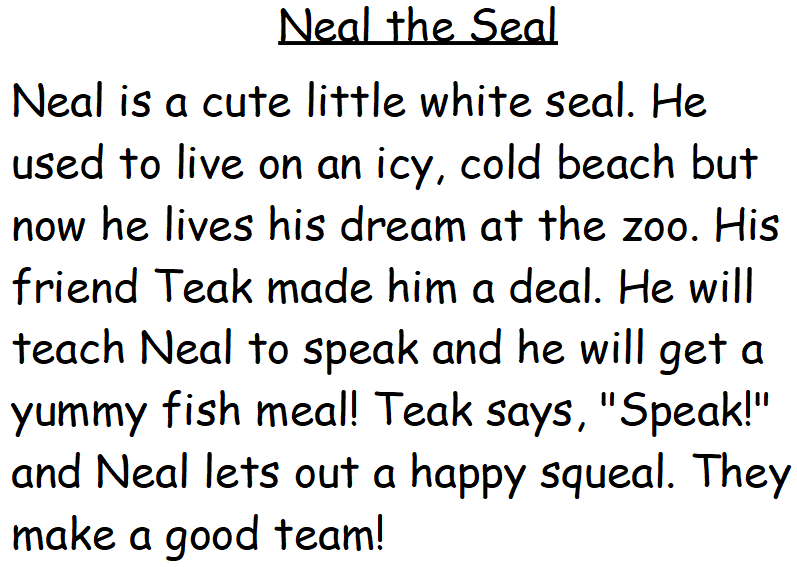 Neal the Seal
Neal is a cute little white seal. He
used to live on an icy, cold beach but
now he lives his dream at the zoo. His
friend Teak made him a deal. He will
teach Neal to speak and he will get a
yummy fish meal! Teak says, "Speak!"
and Neal lets out a happy squeal. They
make a good team!